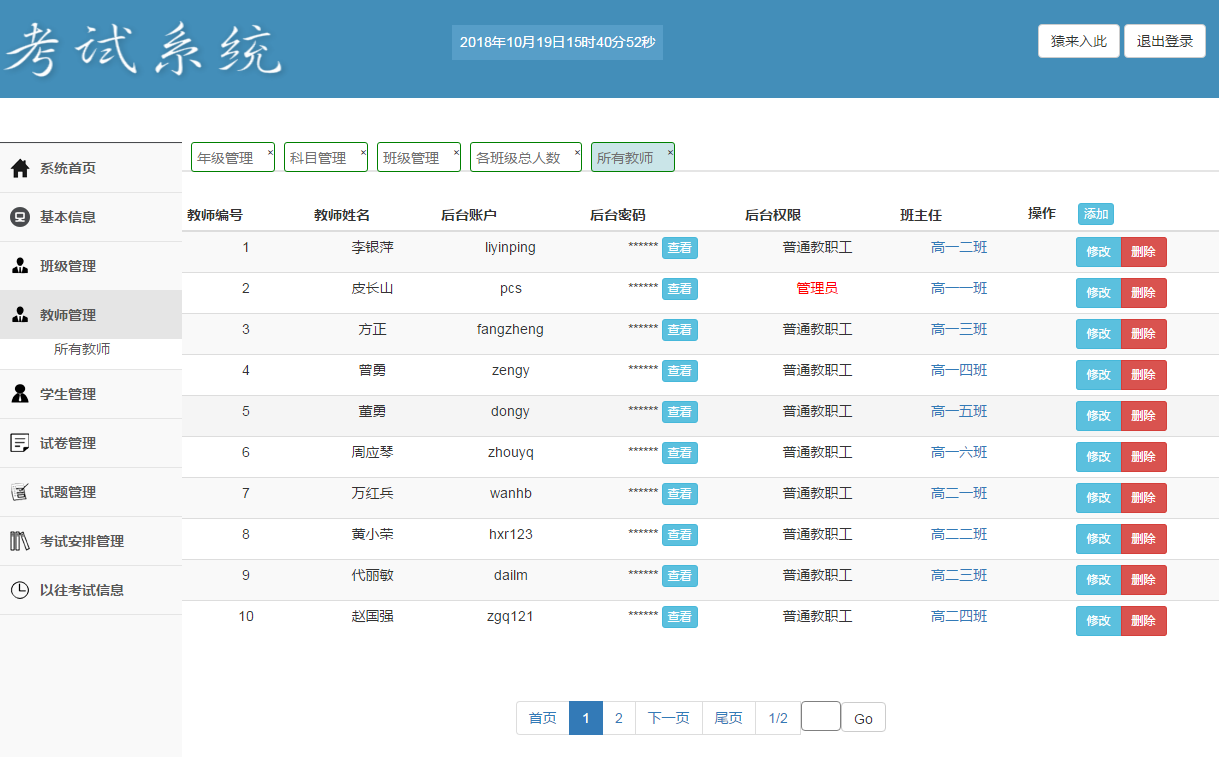 考试系统
2018年10月19日15时40分52秒
猿来入此 退出登录
年级管理 × 科目管理 × 班级管理 × 各班级总人数 × 所有教师 ×
系统首页
基本信息
班级管理
教师管理
所有教师
学生管理
试卷管理
试题管理
考试安排管理
以往考试信息
教师编号 教师姓名 后台账户 后台密码 后台权限 班主任 操作 添加
1 李银萍 liyinping ****** 查看 普通教职工 高一二班 修改 删除
2 皮长山 pcs ****** 查看 管理员 高一一班 修改 删除
3 方正 fangzheng ****** 查看 普通教职工 高一三班 修改 删除
4 曾勇 zengy ****** 查看 普通教职工 高一四班 修改 删除
5 董勇 dongy ****** 查看 普通教职工 高一五班 修改 删除
6 周应琴 zhouyq ****** 查看 普通教职工 高一六班 修改 删除
7 万红兵 wanhb ****** 查看 普通教职工 高二一班 修改 删除
8 黄小荣 hxr123 ****** 查看 普通教职工 高二二班 修改 删除
9 代丽敏 dailm ****** 查看 普通教职工 高二三班 修改 删除
10 赵国强 zgq121 ****** 查看 普通教职工 高二四班 修改 删除
首页 1 2 下一页 尾页 1/2 Go